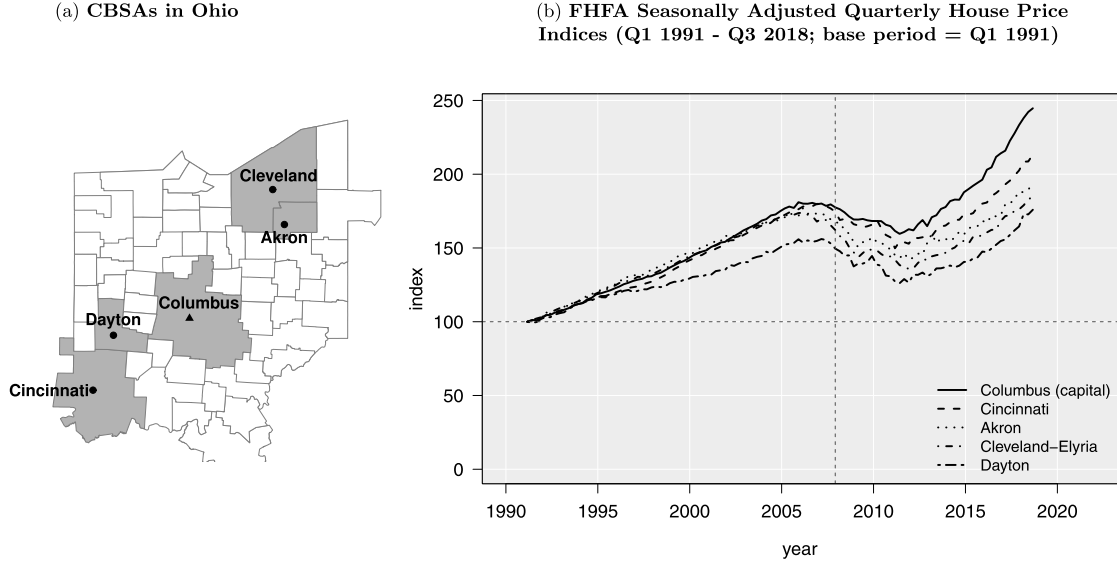 (a) CBSAs in Ohio
Cleveland
Akron
Columbus
Dayton
Cincinnati
(b) FHFA Seasonally Adjusted Quarterly House Price
Indices (Q1 1991 - Q3 2018; base period = Q1 1991)
index
250
200
150
100
50
0
Columbus (capital)
Cincinnati
Akron
Cleveland−Elyria
Dayton
1990 1995 2000 2005 2010 2015 2020
year